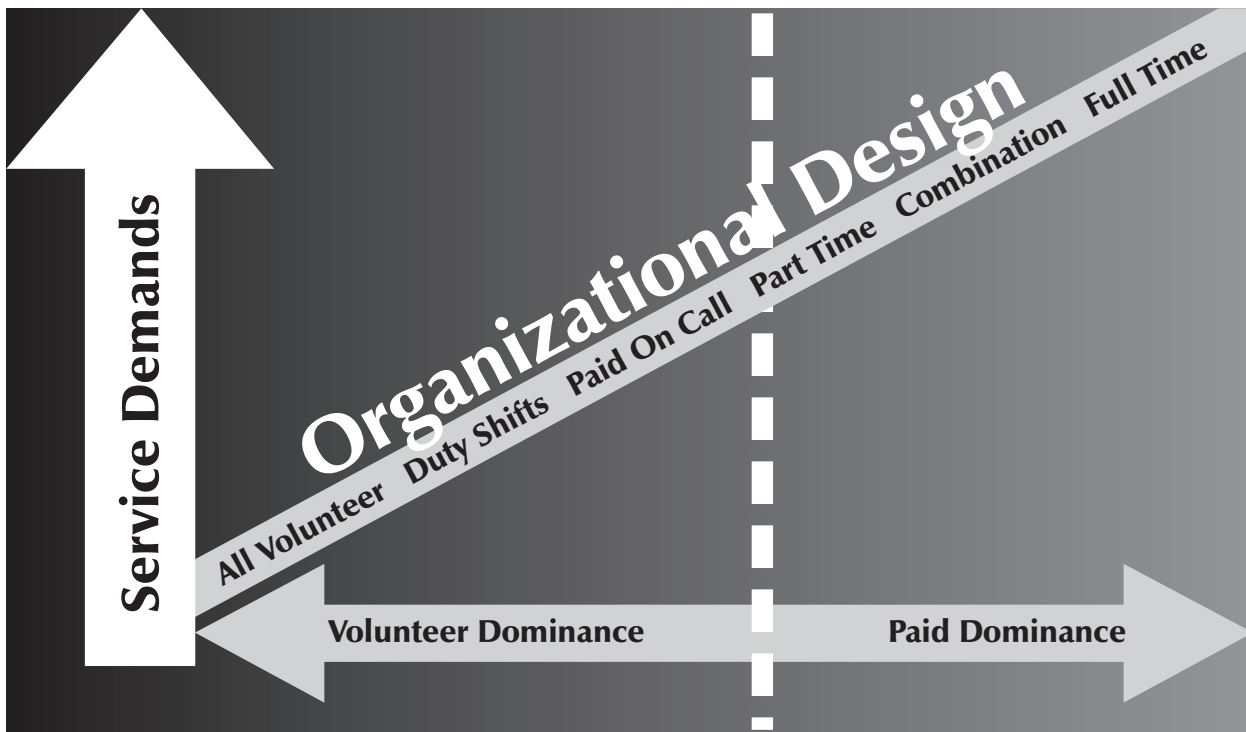 Service Demands
Organizational Design
All Volunteer Duty Shifts Paid On Call Part Time Combination Full Time
Volunteer Dominance Paid Dominance